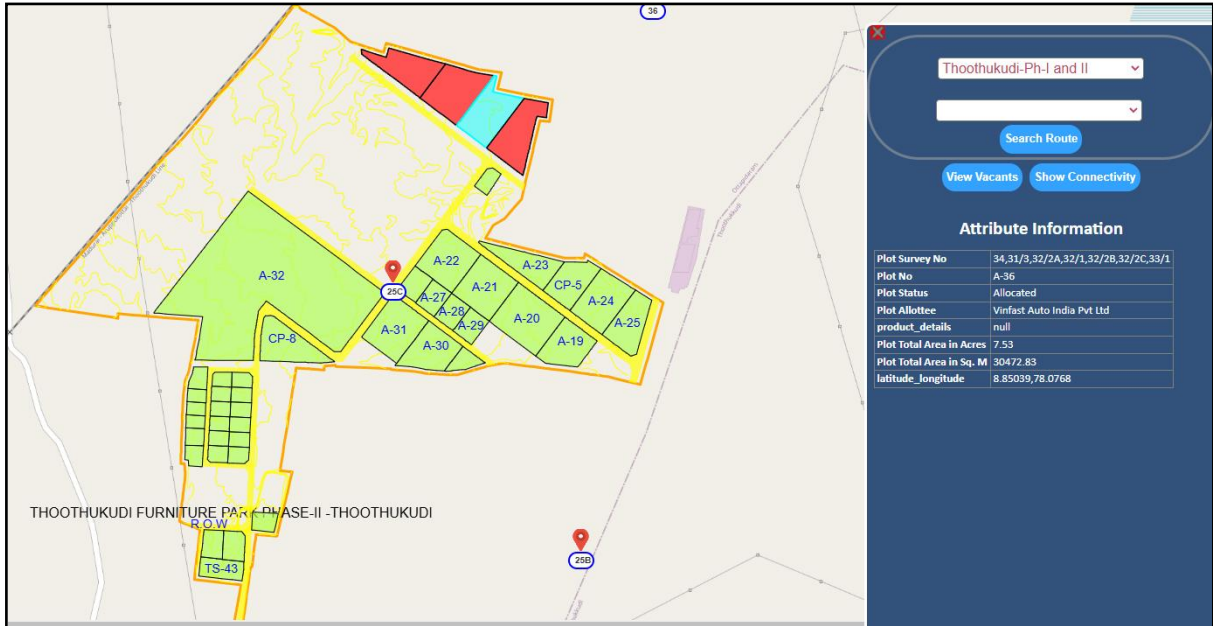 36
Thoothukudi-Ph-I and II
Search Route
View Vacants
Show Connectivity
Attribute Information
Plot Survey No 34,31/3,32/2A,32/1,32/2B,32/2C,33/1
Plot No A-36
Plot Status Allocated
Plot Allottee Vinfast Auto India Pvt Ltd
product_details null
Plot Total Area in Acres 7.53
Plot Total Area in Sq. M 30472.83
latitude_longitude 8.85039,78.0768
A-32
25C
A-22
A-23
CP-5
A-24
A-25
A-27
A-21
A-28
A-29
A-20
A-19
A-31
A-30
CP-8
Thoothukkudi
THOOTHUKUDI FURNITURE PARK PHASE-II -THOOTHUKUDI
R.O.W
TS-43
25B